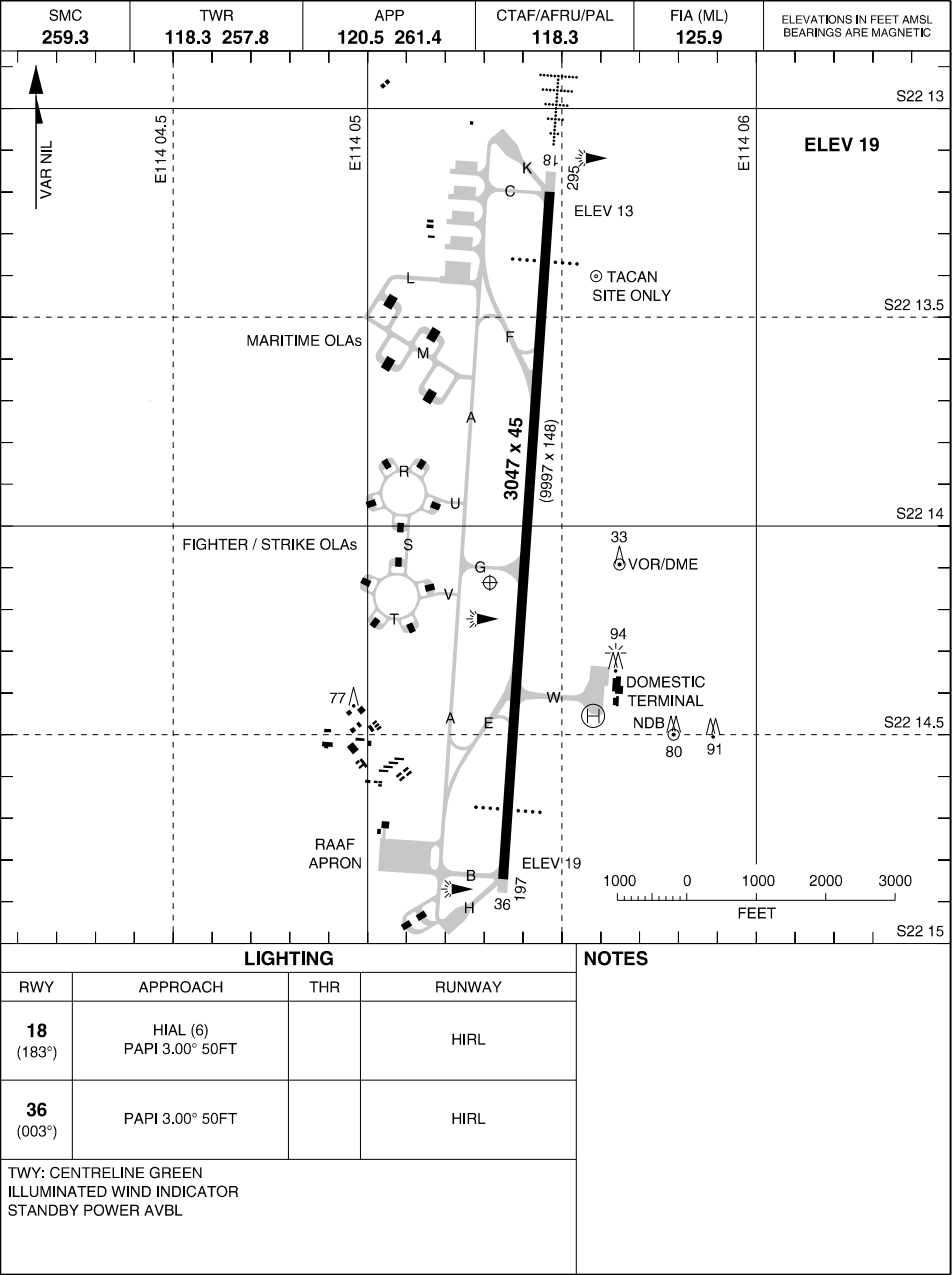 SMC
259.3
TWR
118.3 257.8
APP
120.5 261.4
CTAF/AFRU/PAL
118.3
FIA (ML)
125.9
ELEVATIONS IN FEET AMSL
BEARINGS ARE MAGNETIC
VAR NIL
E114 04.5
E114 05
E114 06
S22 13
ELEV 19
18
295
K
C
ELEV 13
TACAN
SITE ONLY
L
S22 13.5
MARITIME OLAs
F
M
A
3047 x 45
(9997 x 148)
R
U
S22 14
FIGHTER / STRIKE OLAs
S
33
VOR/DME
G
V
T
94
DOMESTIC
TERMINAL
W
H
77
A
E
NDB
80
91
S22 14.5
RAAF
APRON
ELEV 19
B
H
36
197
1000
0
1000
2000
3000
FEET
S22 15
LIGHTING
NOTES
RWY
APPROACH
THR
RUNWAY
18
(183°)
HIAL (6)
PAPI 3.00° 50FT
HIRL
36
(003°)
PAPI 3.00° 50FT
HIRL
TWY: CENTRELINE GREEN
ILLUMINATED WIND INDICATOR
STANDBY POWER AVBL